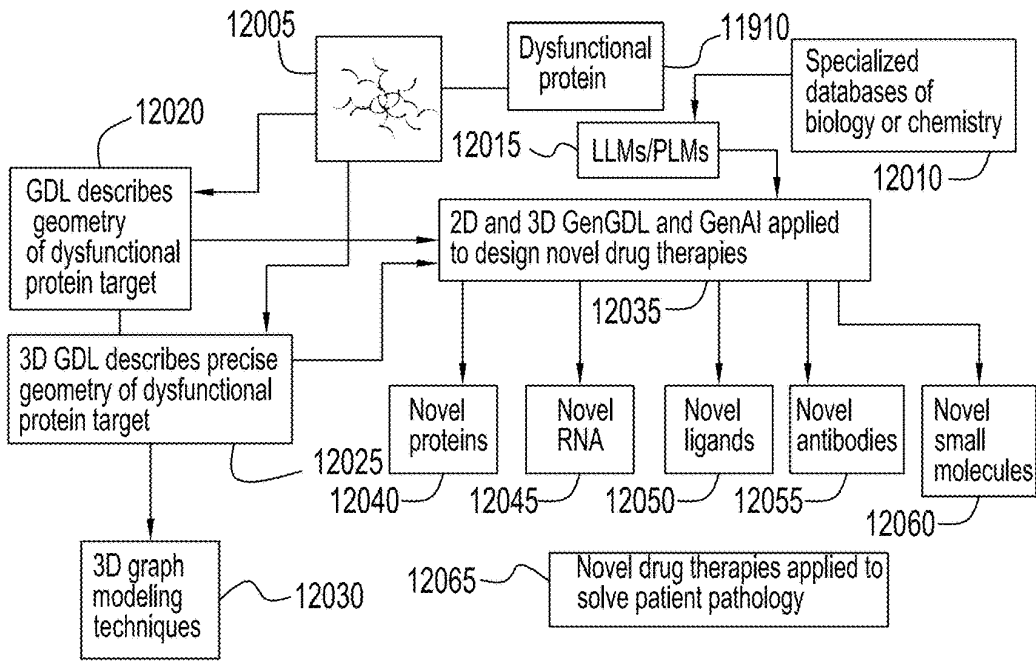 12005
Dysfunctional
protein
11910
Specialized
databases of
biology or chemistry
12010
12020
12015
LLMs/PLMs
GDL describes
geometry
of dysfunctional
protein target
2D and 3D GenGDL and GenAI applied
to design novel drug therapies
12035
3D GDL describes precise
geometry of dysfunctional
protein target
12025
Novel
proteins
12040
Novel
RNA
12045
Novel
ligands
12050
Novel
antibodies
12055
Novel
small
molecules
12060
3D graph
modeling
techniques
12030
12065
Novel drug therapies applied to
solve patient pathology